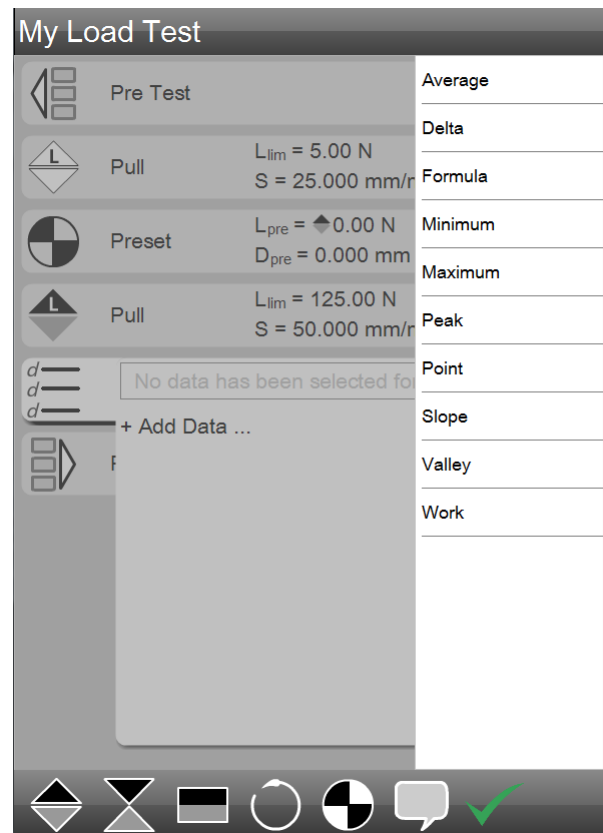 My Load Test
Pre Test
Pull
Llim = 5.00 N
S = 25.000 mm/
Preset
Lpre = 0.00 N
Dpre = 0.000 mm
Pull
Llim = 125.00 N
S = 50.000 mm/
L
L
d
d
d
No data has been selected fo
+ Add Data ...
Average
Delta
Formula
Minimum
Maximum
Peak
Point
Slope
Valley
Work